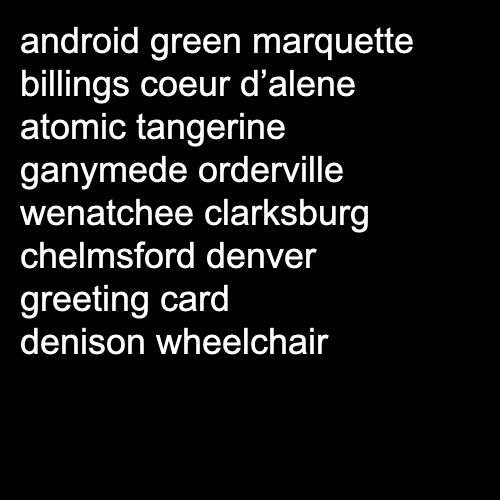 android green marquette
billings coeur d’alene
atomic tangerine
ganymede orderville
wenatchee clarksburg
chelmsford denver
greeting card
denison wheelchair